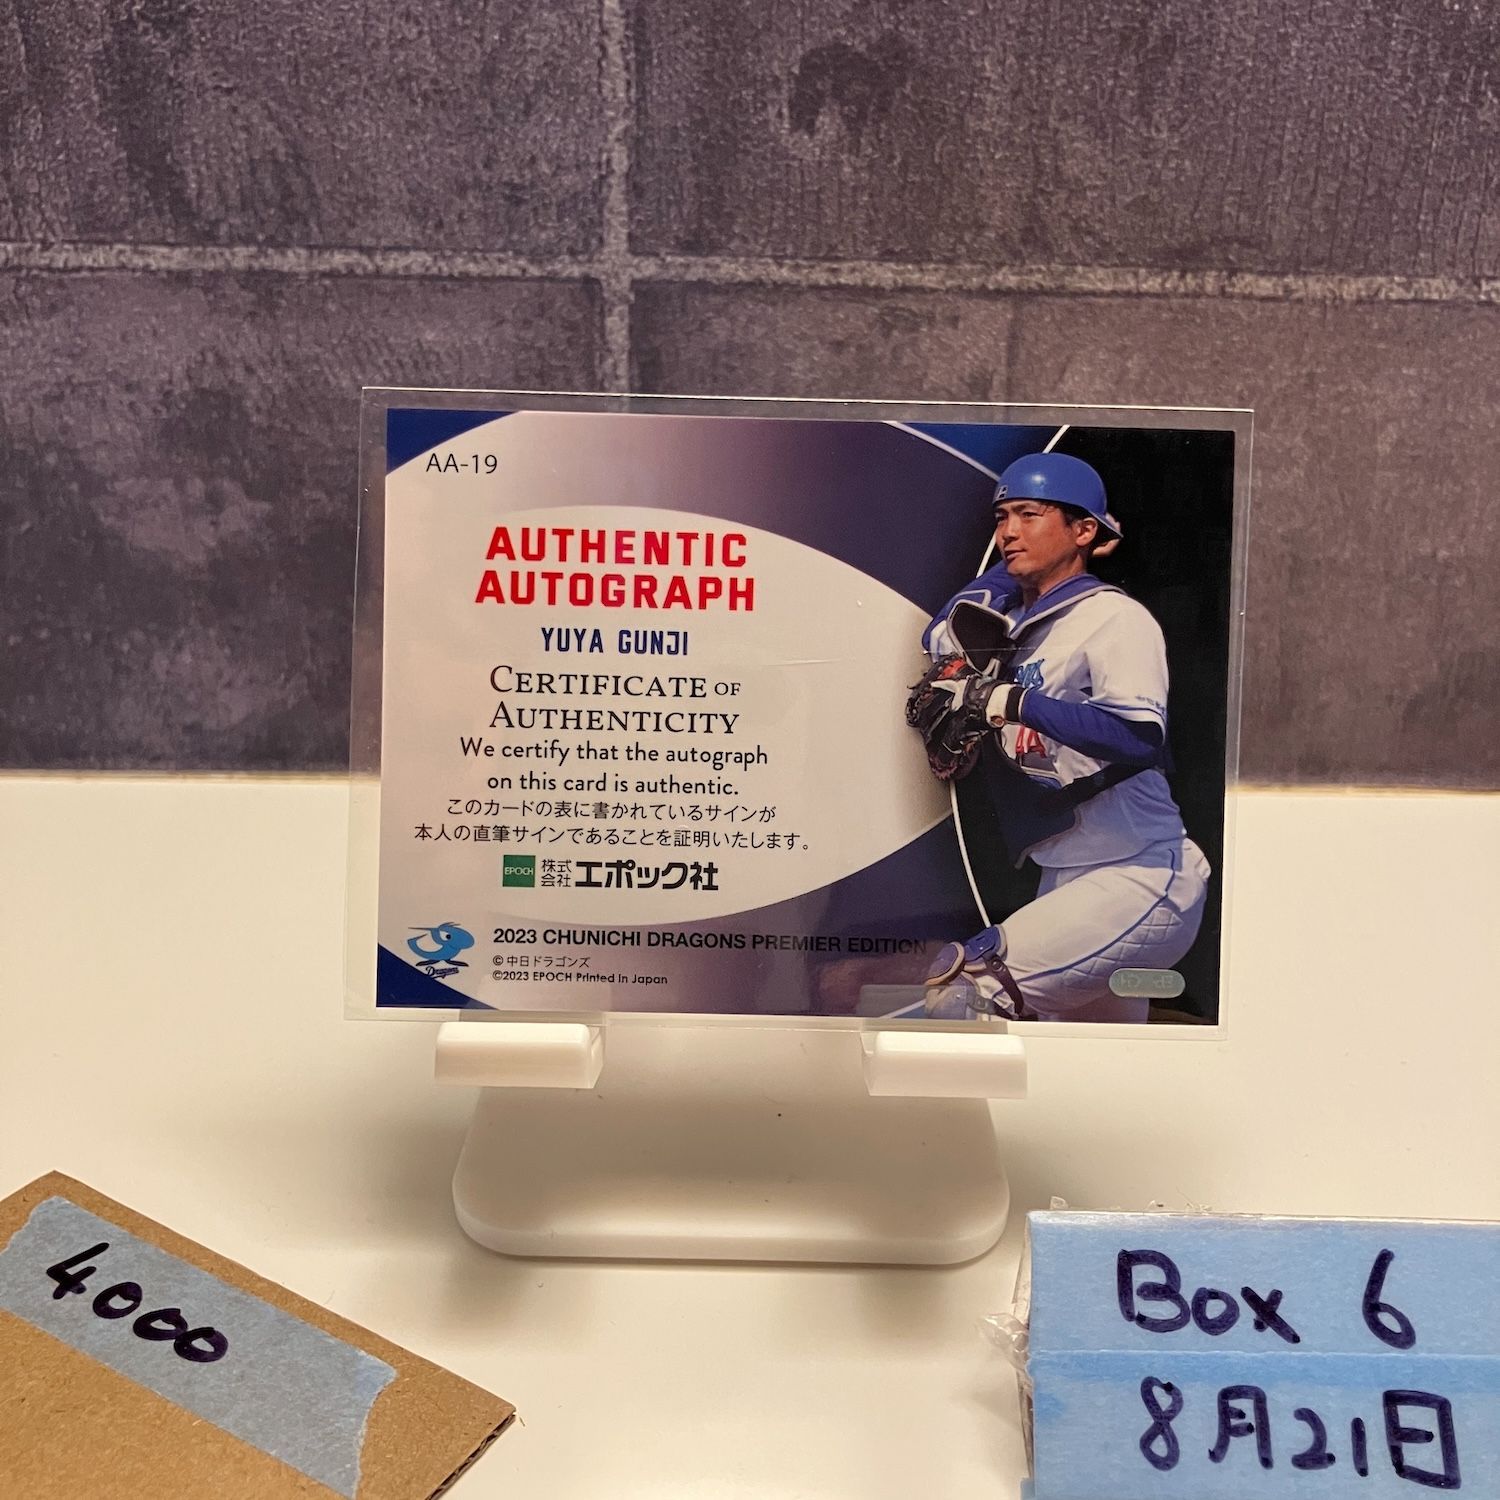 AA-19
AUTHENTIC
AUTOGRAPH
YUYA GUNJI
CERTIFICATE OF
AUTHENTICITY
We certify that the autograph
on this card is authentic.
このカードの表に書かれているサインが
本人の直筆サインであることを証明いたします。
EPOCH 株式会社 エポック社
Dragons
2023 CHUNICHI DRAGONS PREMIER EDITION
© 中日ドラゴンズ
©2023 EPOCH Printed in Japan
44
4000
Box 6
8月21日